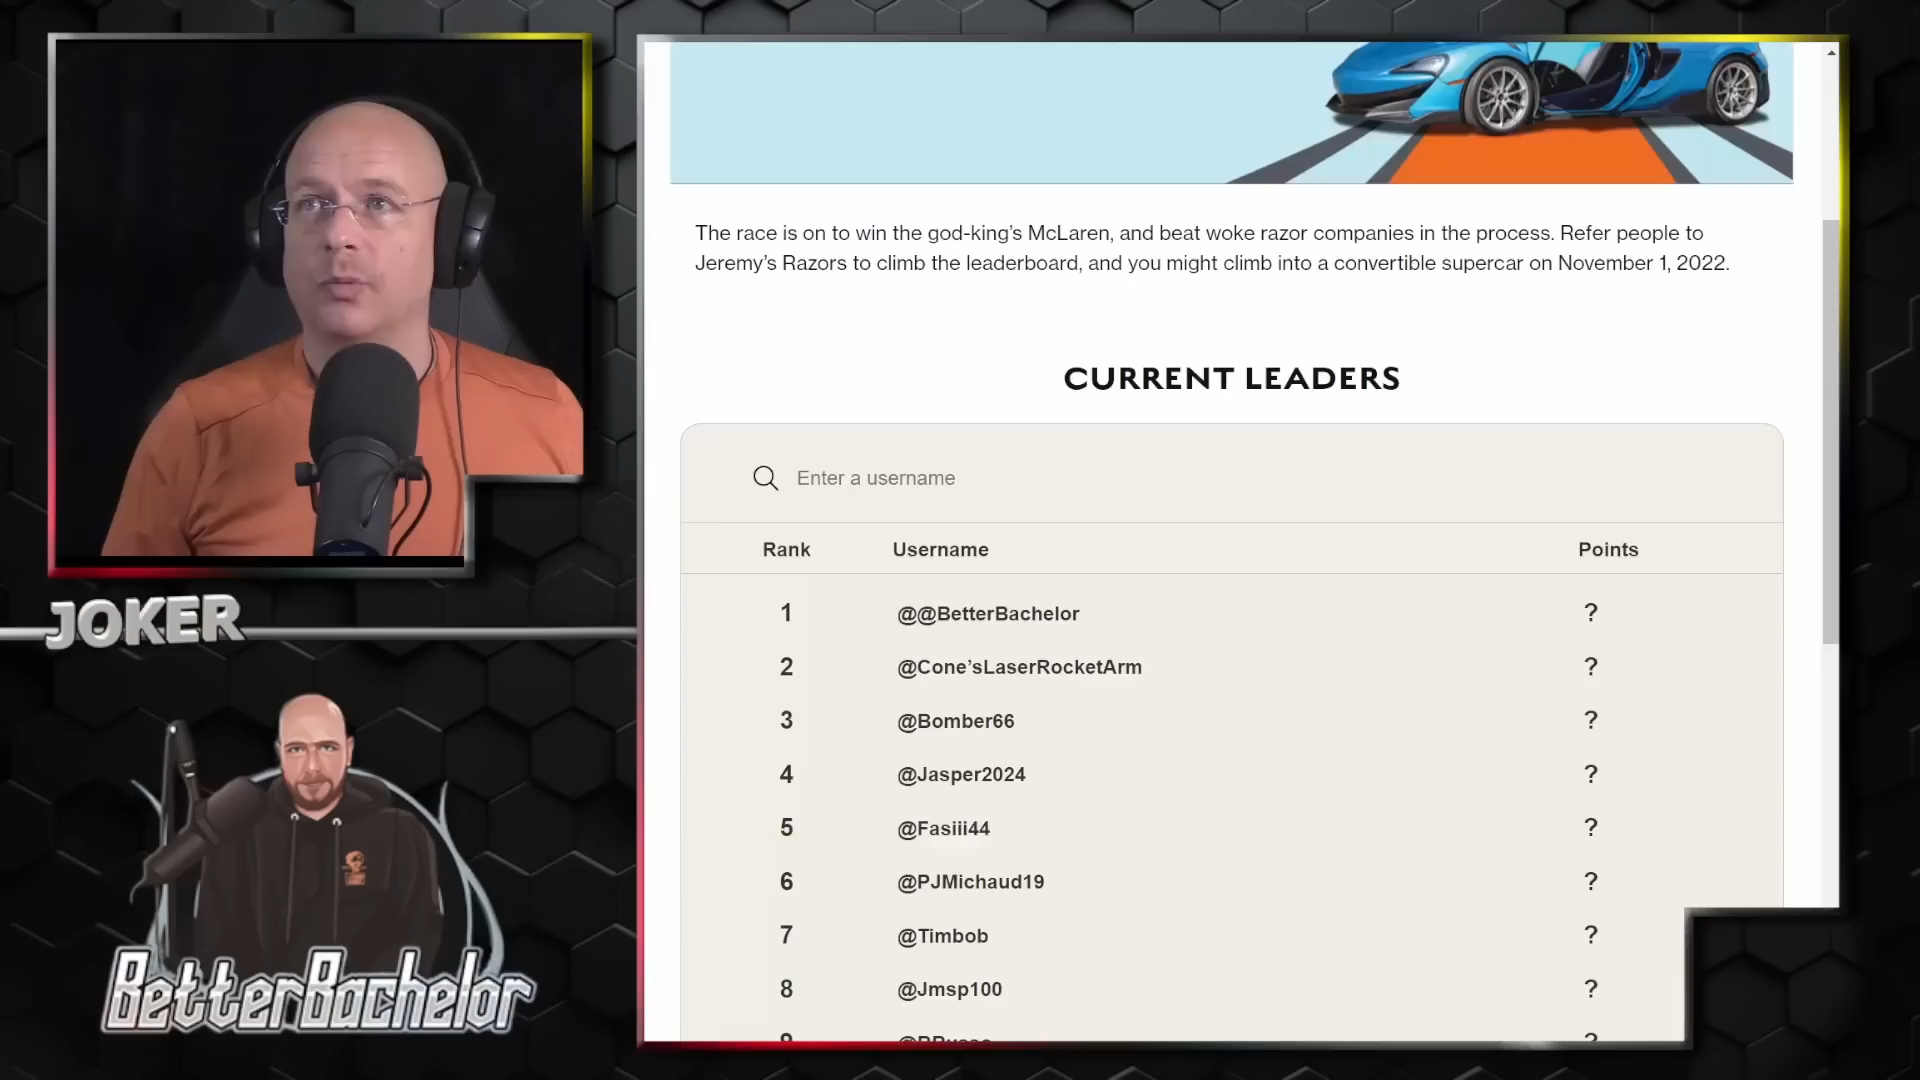 JOKER
BetterBachelor
The race is on to win the god-king's McLaren, and beat woke razor companies in the process. Refer people to
Jeremy's Razors to climb the leaderboard, and you might climb into a convertible supercar on November 1, 2022.
CURRENT LEADERS
Enter a username
Rank Username Points
1 @@BetterBachelor ?
2 @Cone’sLaserRocketArm ?
3 @Bomber66 ?
4 @Jasper2024 ?
5 @Fasiii44 ?
6 @PJMichaud19 ?
7 @Timbob ?
8 @Jmsp100 ?
9 ?